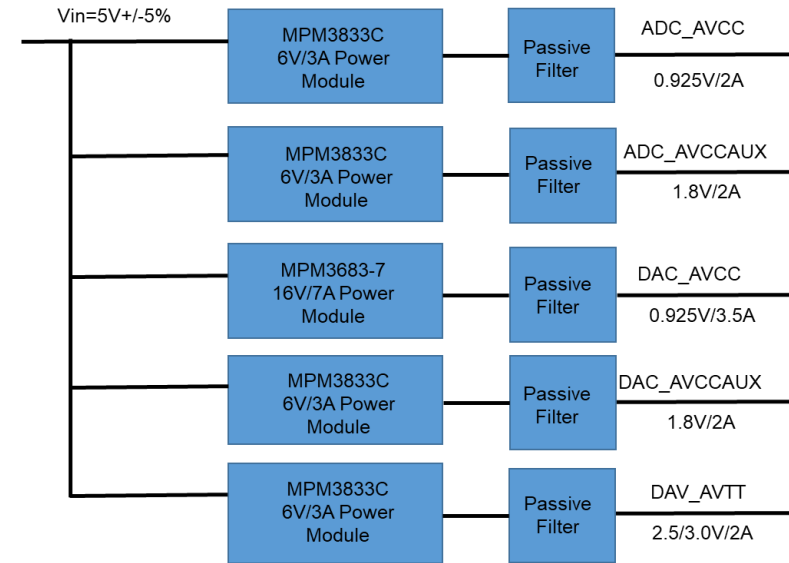 Vin=5V+/-5%
MPM3833C
6V/3A Power
Module
Passive
Filter
ADC_AVCC
0.925V/2A
MPM3833C
6V/3A Power
Module
Passive
Filter
ADC_AVCCAUX
1.8V/2A
MPM3683-7
16V/7A Power
Module
Passive
Filter
DAC_AVCC
0.925V/3.5A
MPM3833C
6V/3A Power
Module
Passive
Filter
DAC_AVCCAUX
1.8V/2A
MPM3833C
6V/3A Power
Module
Passive
Filter
DAV_AVTT
2.5/3.0V/2A